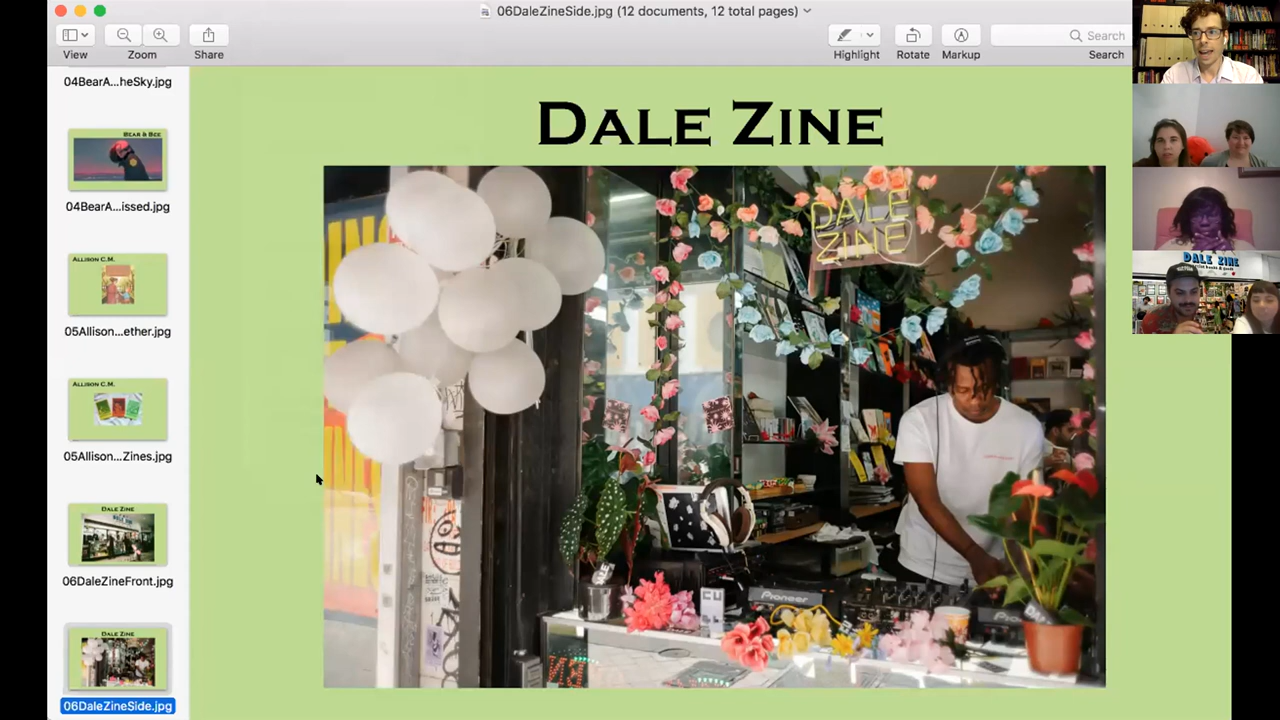 06DaleZineSide.jpg (12 documents, 12 total pages)
View
Zoom
Share
Highlight
Rotate
Markup
Search
Search
04BearA...heSky.jpg
BEAR & BEE
04BearA...issed.jpg
ALLISON C.M.
05Allison...ether.jpg
ALLISON C.M.
05Allison...Zines.jpg
DALE ZINE
06DaleZineFront.jpg
DALE ZINE
06DaleZineSide.jpg
DALE ZINE
DALE
ZINE
Pioneer
DALE ZINE